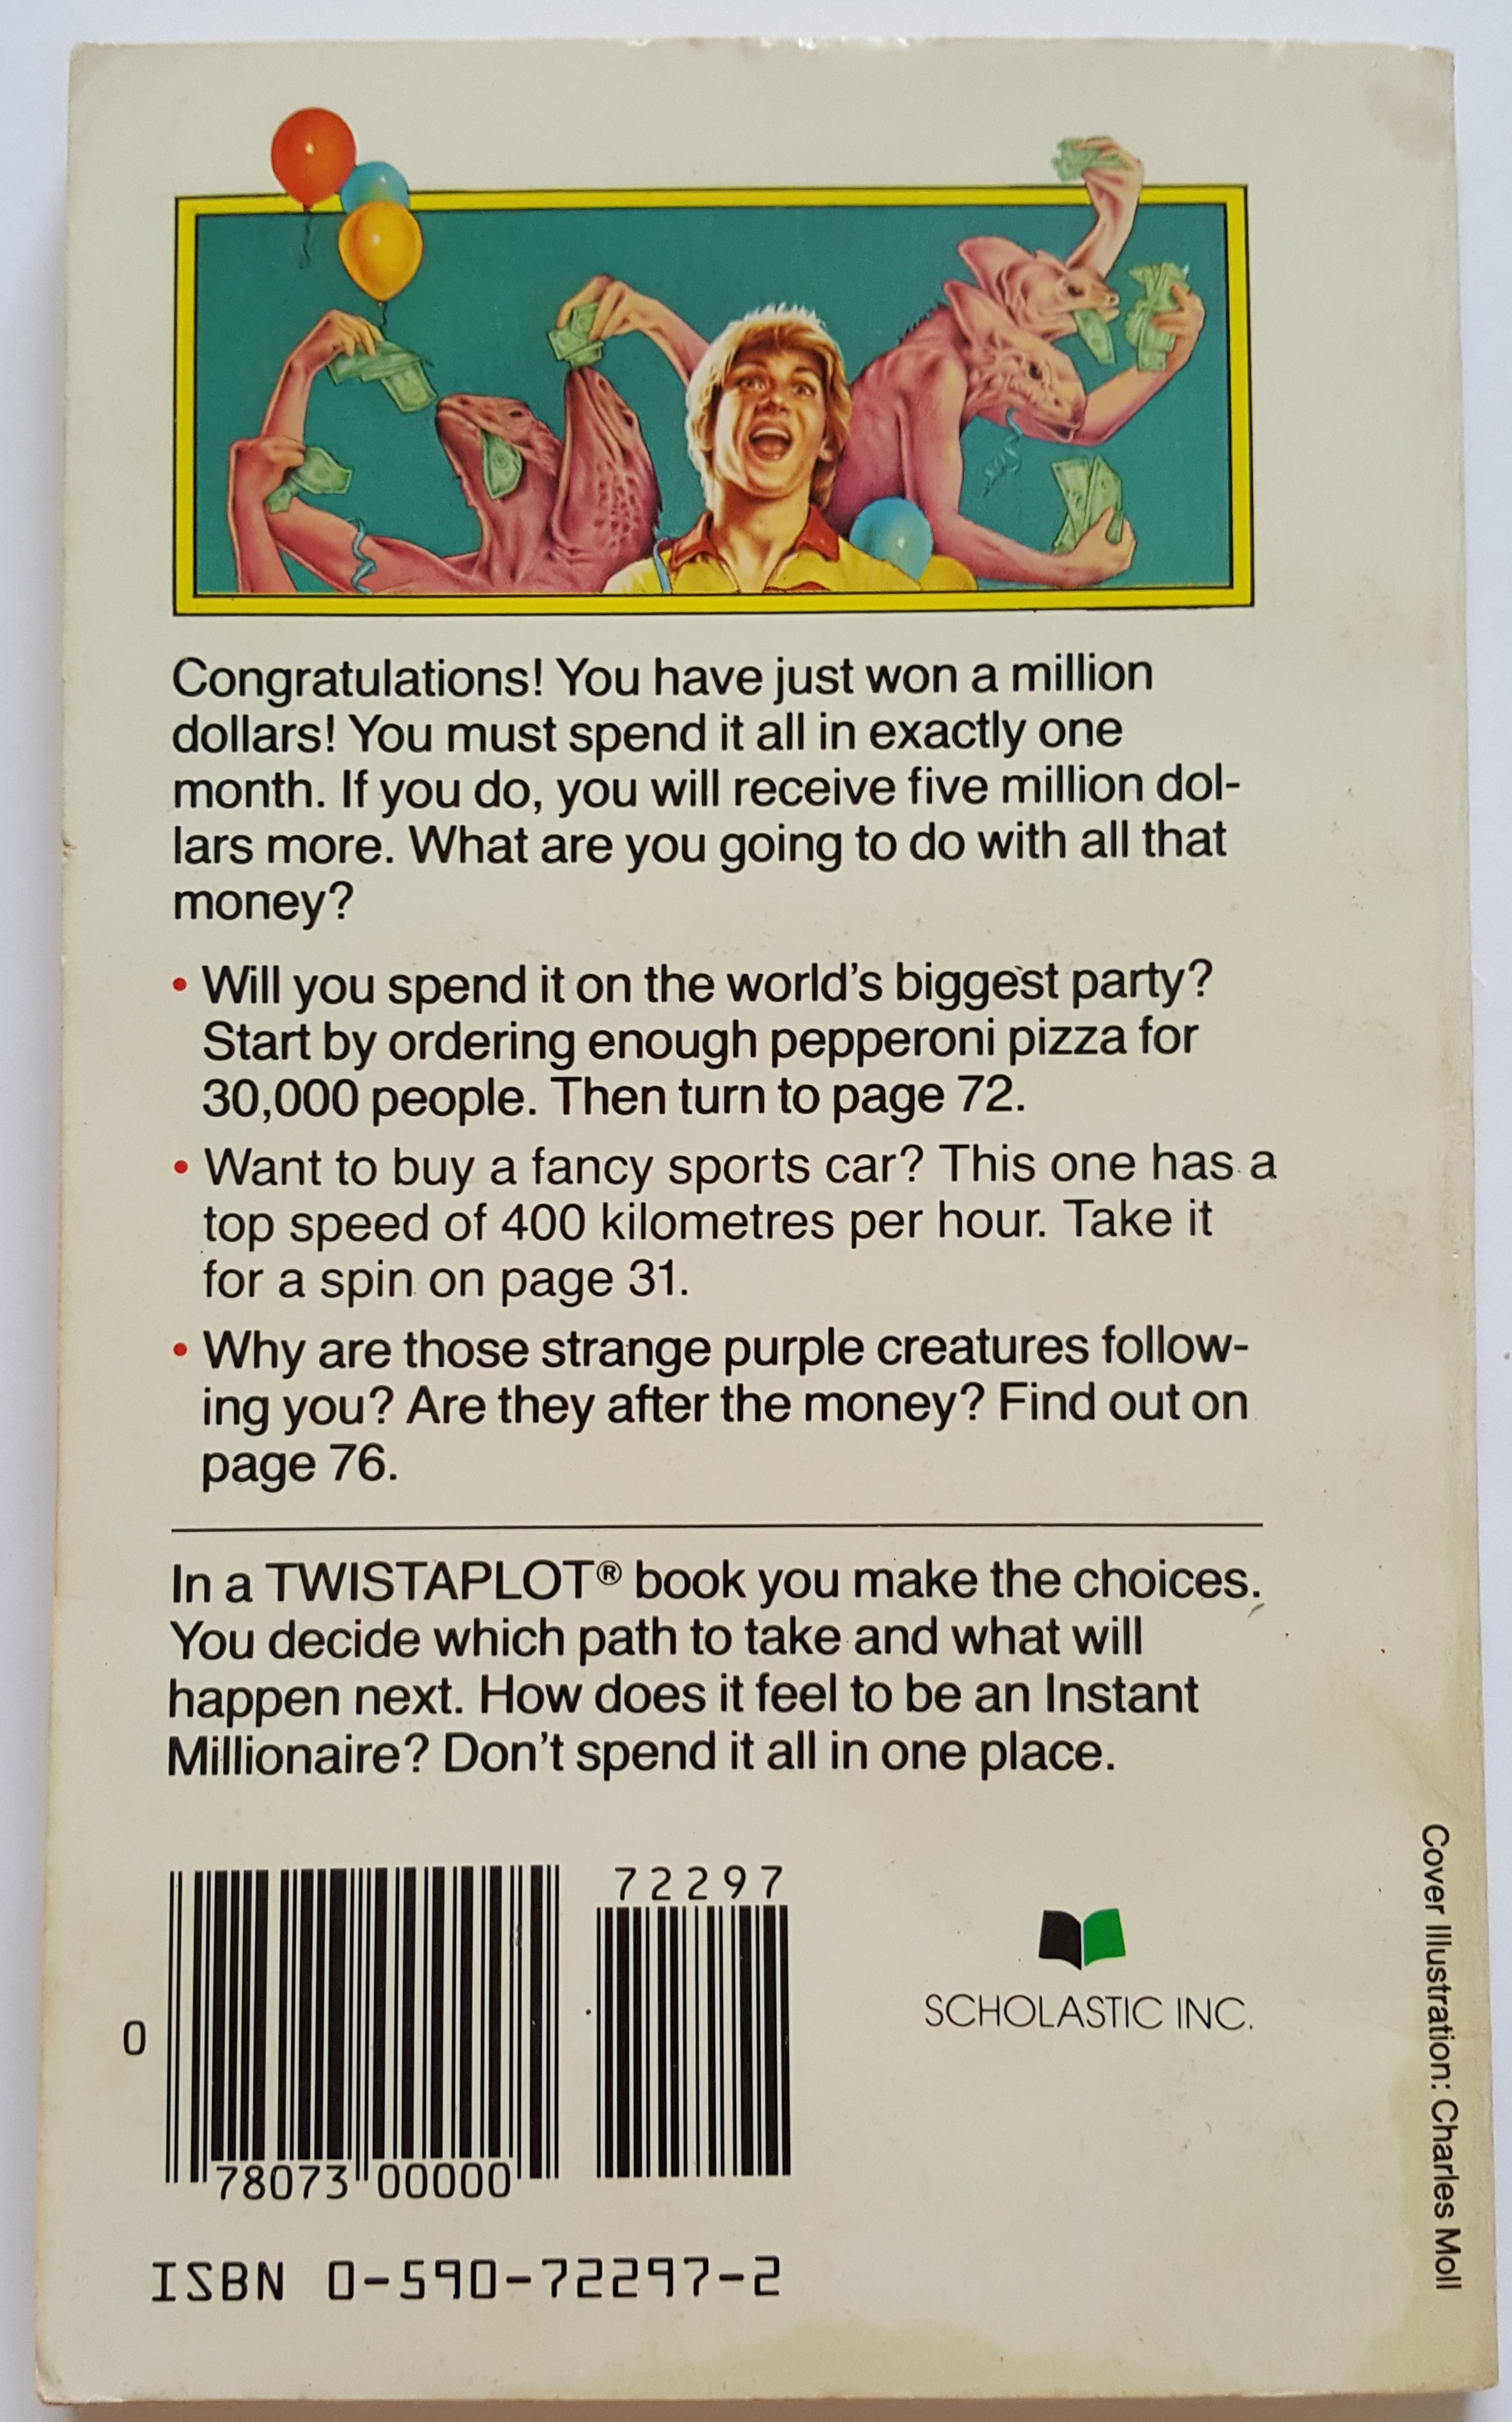 Congratulations! You have just won a million
dollars! You must spend it all in exactly one
month. If you do, you will receive five million dol-
lars more. What are you going to do with all that
money?
• Will you spend it on the world's biggest party?
Start by ordering enough pepperoni pizza for
30,000 people. Then turn to page 72.
• Want to buy a fancy sports car? This one has a
top speed of 400 kilometres per hour. Take it
for a spin on page 31.
• Why are those strange purple creatures follow-
ing you? Are they after the money? Find out on
page 76.
In a TWISTAPLOT® book you make the choices.
You decide which path to take and what will
happen next. How does it feel to be an Instant
Millionaire? Don't spend it all in one place.
72297
0
78073 00000
ISBN 0-590-72297-2
SCHOLASTIC INC.
Cover Illustration: Charles Moll